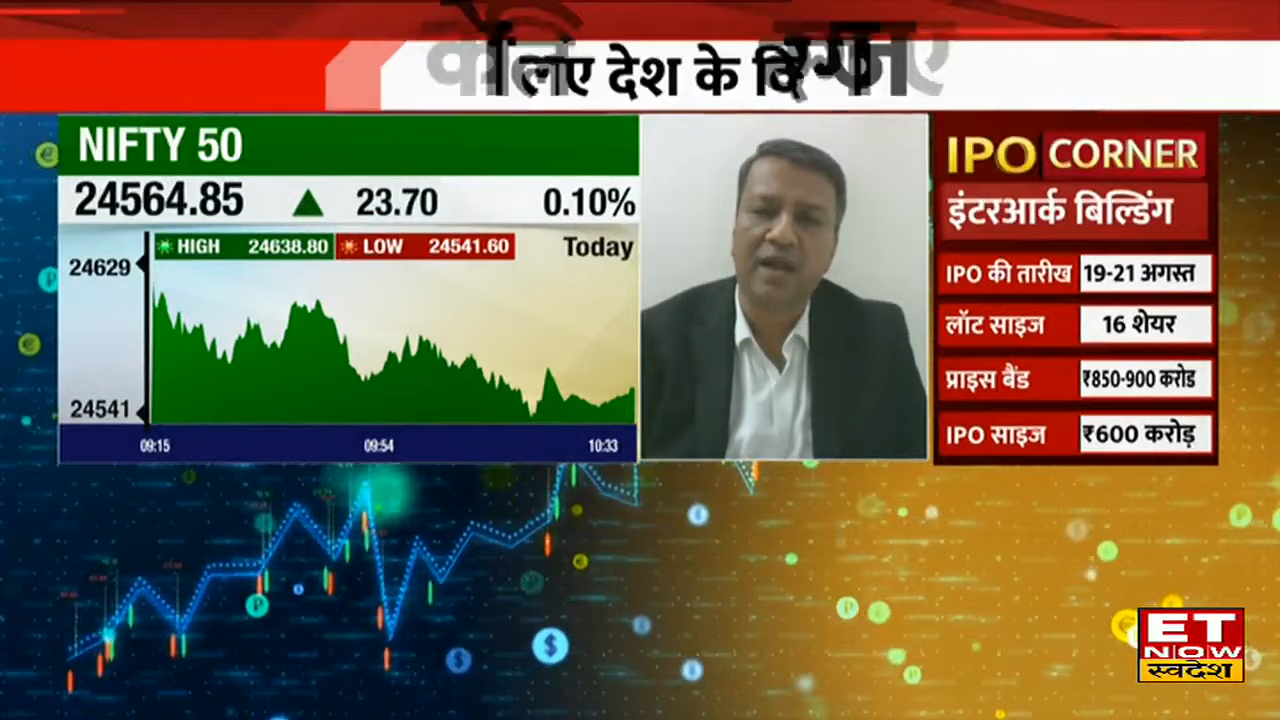 लिए देश के
NIFTY 50
24564.85 ▲ 23.70 0.10%
HIGH 24638.80 LOW 24541.60 Today
24629
24541
09:15 09:54 10:33
IPO CORNER
इंटरआर्क बिल्डिंग
IPO की तारीख 19-21 अगस्त
लॉट साइज 16 शेयर
प्राइस बैंड ₹850-900 करोड
IPO साइज ₹600 करोड़
ET
NOW
स्वदेश